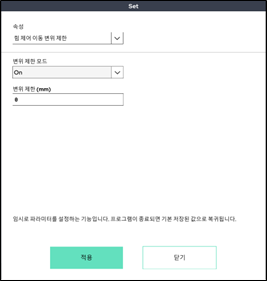 Set
속성
힘 제어 이동 변위 제한
변위 제한 모드
On
변위 제한 (mm)
6
임시로 파라미터를 설정하는 기능입니다. 프로그램이 종료되면 기본 저장된 값으로 복귀됩니다.
적용
닫기